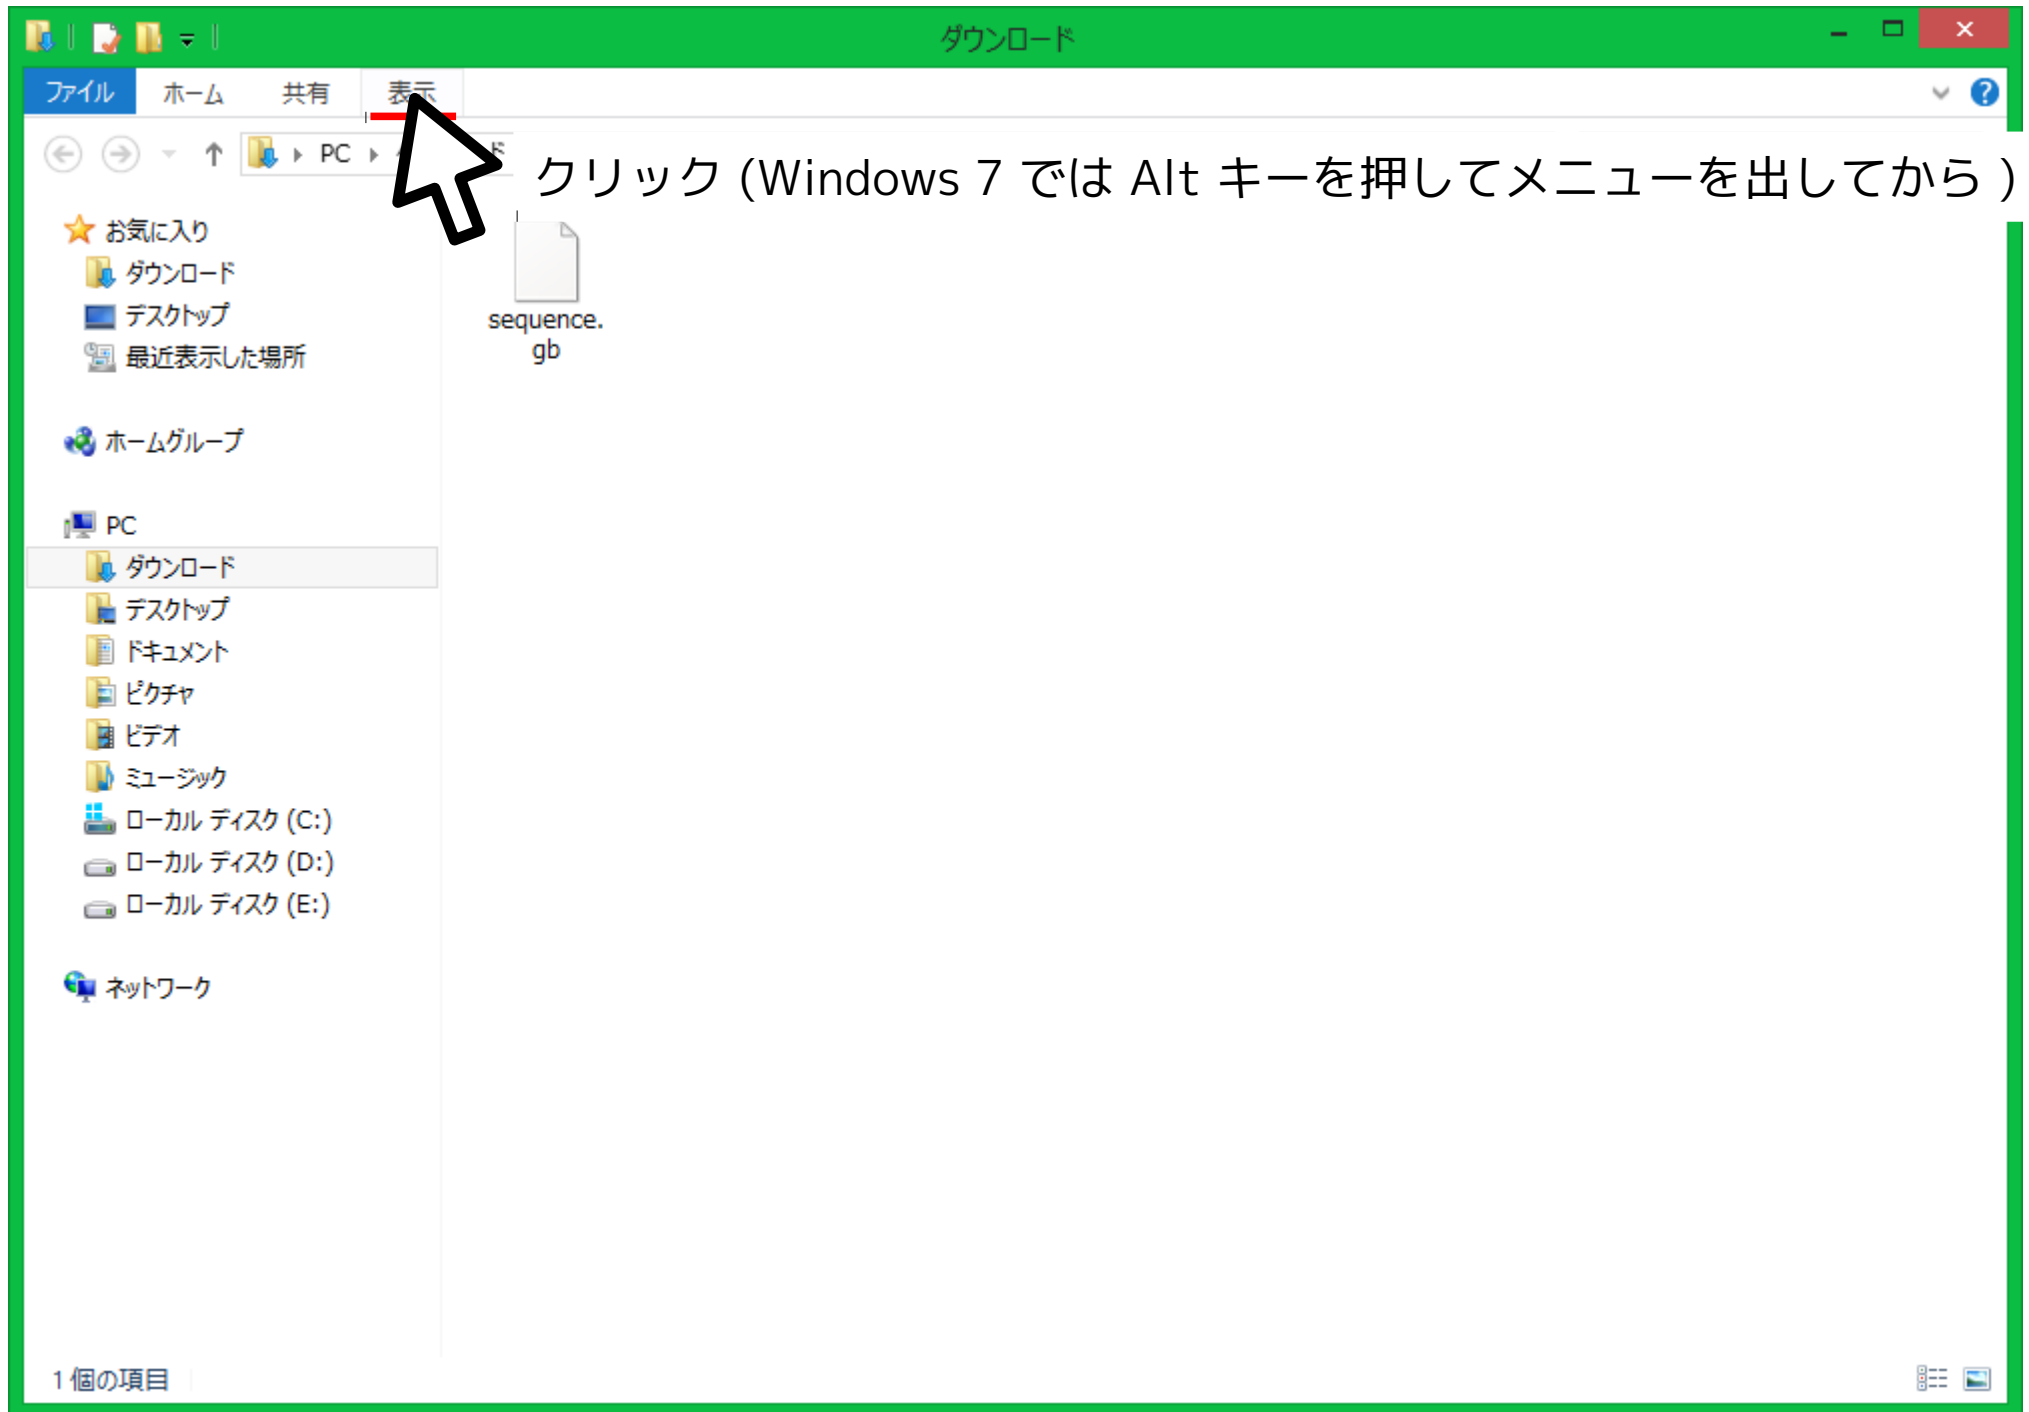 ダウンロード
ファイル ホーム 共有 表示
PC
クリック (Windows 7 では Alt キーを押してメニューを出してから )
お気に入り
ダウンロード
デスクトップ
最近表示した場所
ホームグループ
PC
ダウンロード
デスクトップ
ドキュメント
ピクチャ
ビデオ
ミュージック
ローカル ディスク (C:)
ローカル ディスク (D:)
ローカル ディスク (E:)
ネットワーク
sequence.
gb
1 個の項目